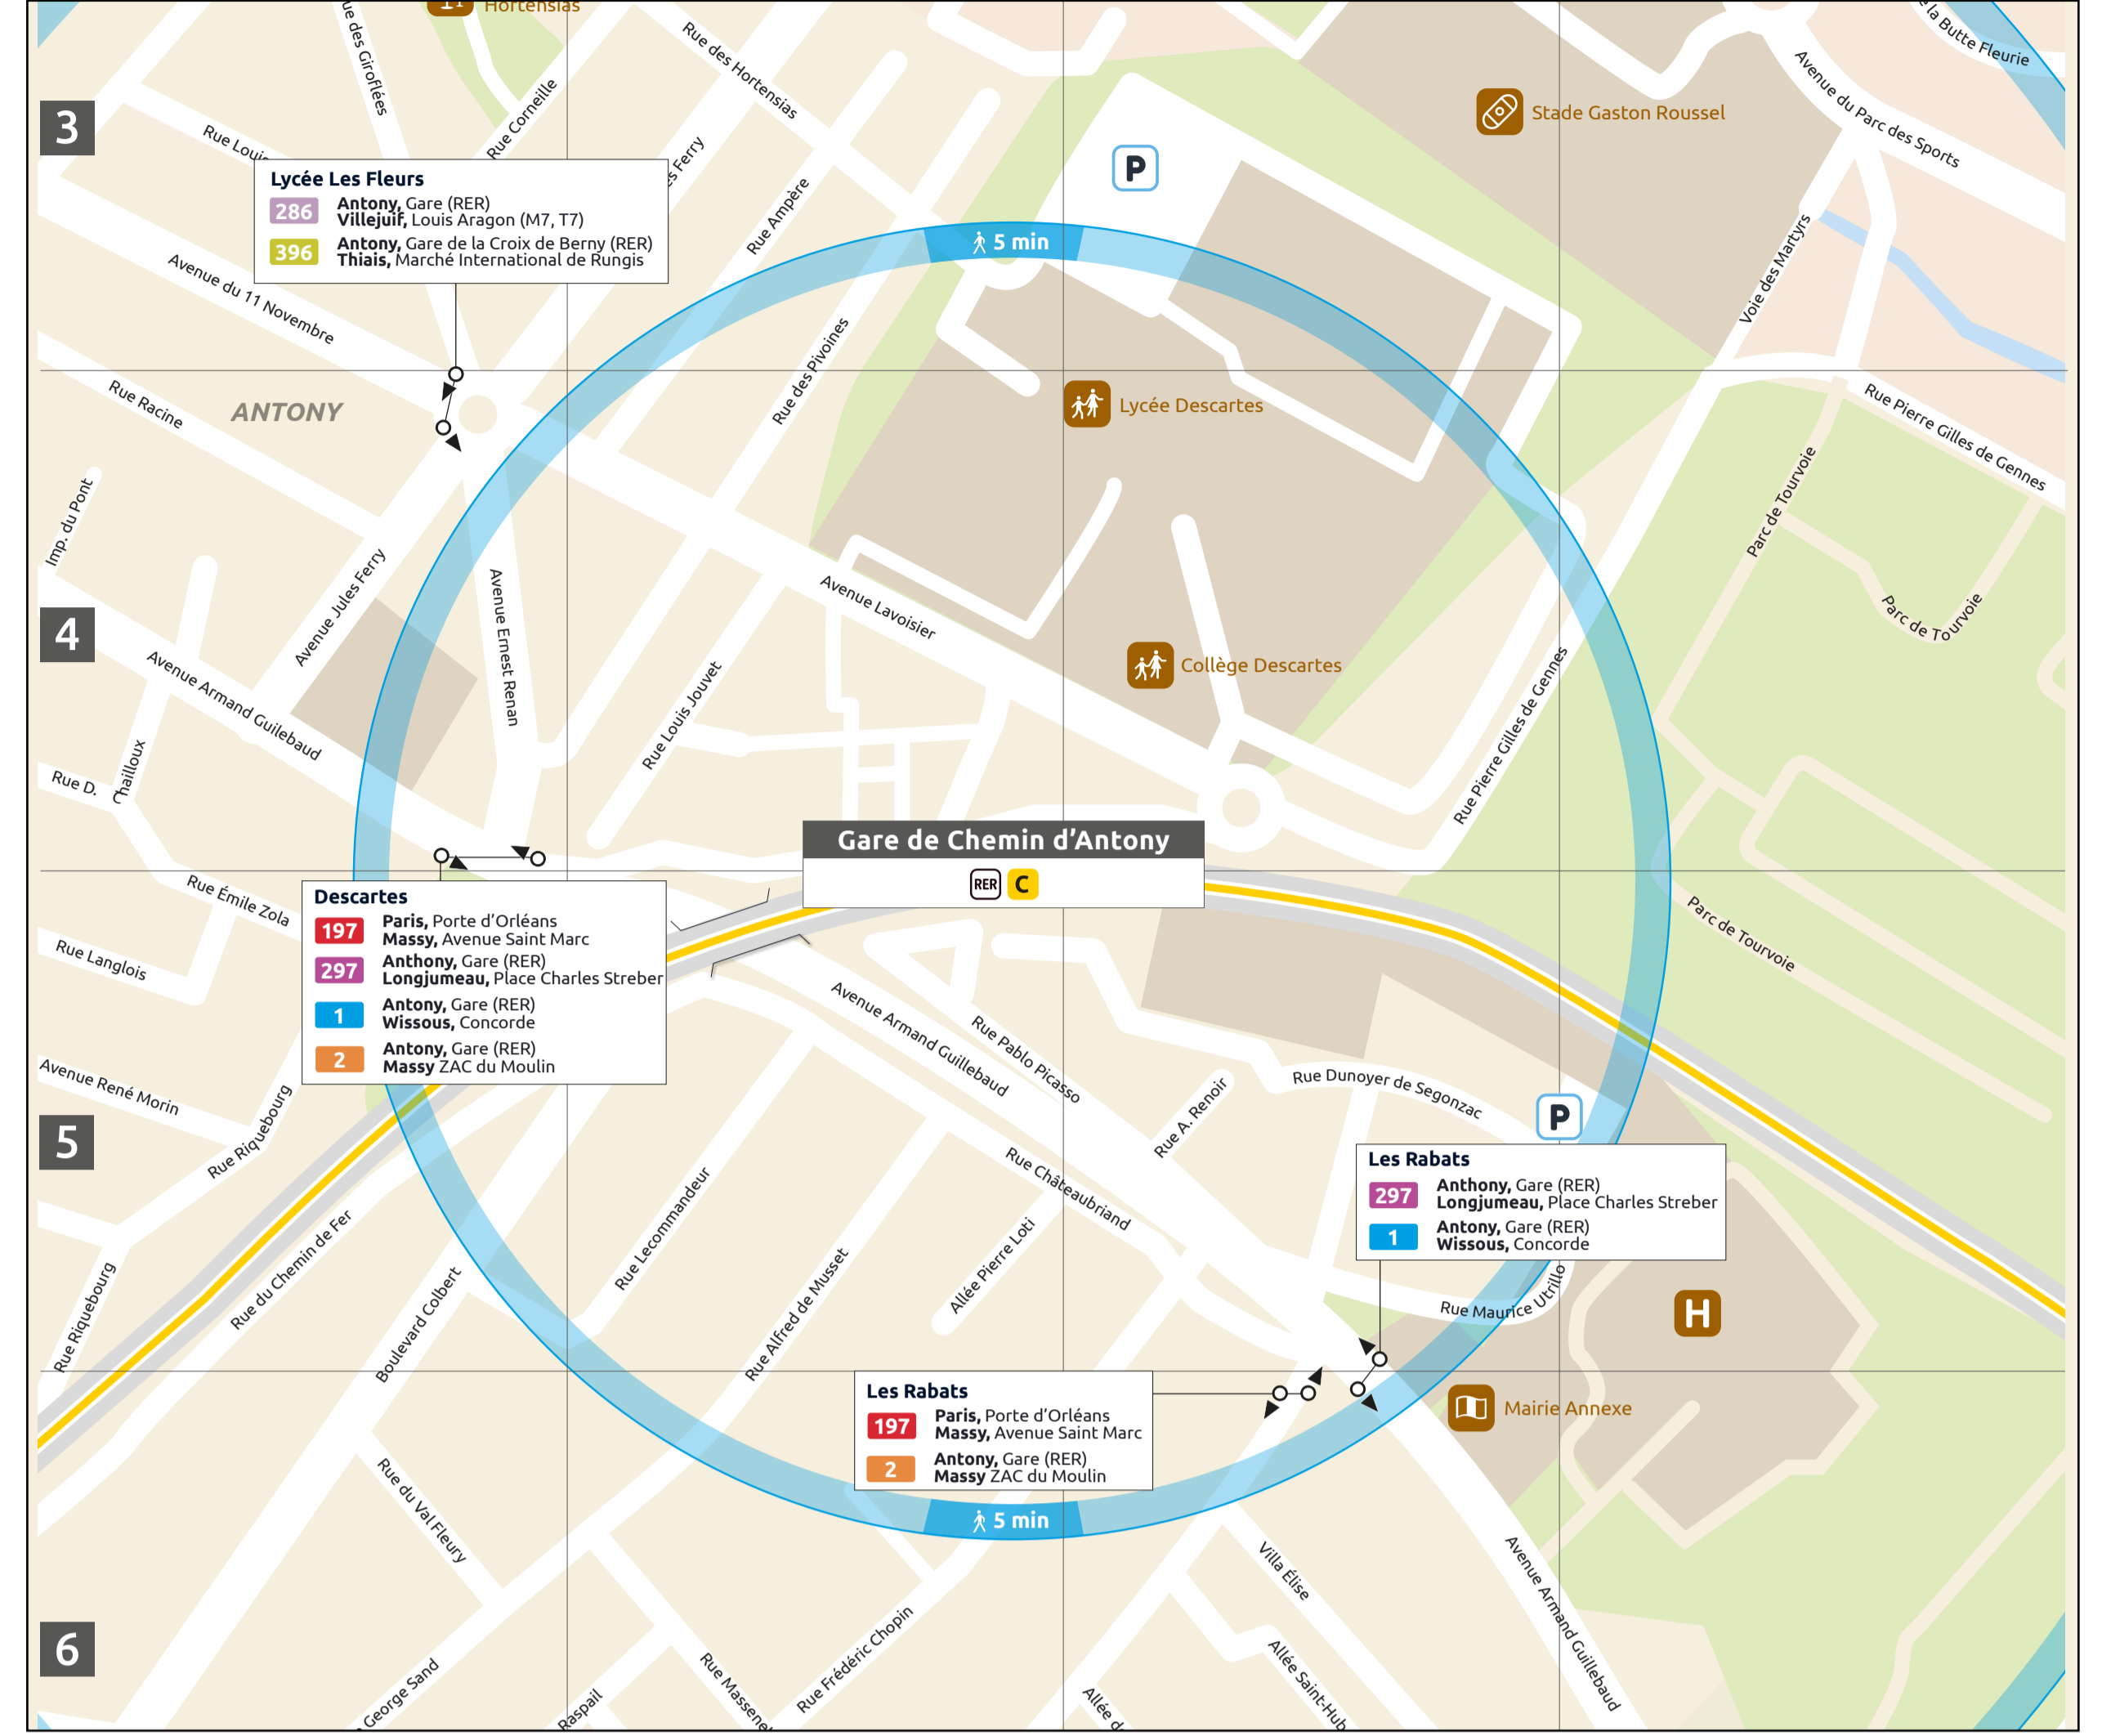 Hortensias
Rue des Hortensias
la Butte Fleurie
Avenue du Parc des Sports
ue des Giroflées
Rue Corneille
3
Stade Gaston Roussel
P
Rue Louis
es Ferry
Lycée Les Fleurs
286 Antony, Gare (RER)
Villejuif, Louis Aragon (M7, T7)
396 Antony, Gare de la Croix de Berny (RER)
Thiais, Marché International de Rungis
Rue Ampère
5 min
Voie des Martyrs
Avenue du 11 Novembre
Rue des Pivoines
Rue Racine
ANTONY
Lycée Descartes
Rue Pierre Gilles de Gennes
Parc de Tourvoie
Imp. du Pont
Avenue Jules Ferry
Avenue Ernest Renan
Avenue Lavoisier
Parc de Tourvoie
4
Collège Descartes
Avenue Armand Guilebaud
Rue Louis Jouvet
Rue Pierre Gilles de Gennes
Rue D.
Chailloux
Gare de Chemin d’Antony
RER C
Rue Émile Zola
Rue Langlois
Descartes
197 Paris, Porte d’Orléans
Massy, Avenue Saint Marc
297 Anthony, Gare (RER)
Longjumeau, Place Charles Streber
1 Antony, Gare (RER)
Wissous, Concorde
2 Antony, Gare (RER)
Massy ZAC du Moulin
Parc de Tourvoie
Avenue Armand Guillebaud
Rue Pablo Picasso
Rue Dunoyer de Segonzac
Rue A. Renoir
P
Avenue René Morin
5
Rue Riquebourg
Rue Châteaubriand
Les Rabats
297 Anthony, Gare (RER)
Longjumeau, Place Charles Streber
1 Antony, Gare (RER)
Wissous, Concorde
Rue Lecommandeur
Allée Pierre Loti
Rue du Chemin de Fer
Rue Riquebourg
Boulevard Colbert
Rue Alfred de Musset
Rue Maurice Utrillo
H
Les Rabats
197 Paris, Porte d’Orléans
Massy, Avenue Saint Marc
2 Antony, Gare (RER)
Massy ZAC du Moulin
Mairie Annexe
5 min
Rue du Val Fleury
Villa Élise
Avenue Armand Guillebaud
6
George Sand
Raspail
Rue Massenet
Rue Frédéric Chopin
Allée d
Allée Saint-Hub